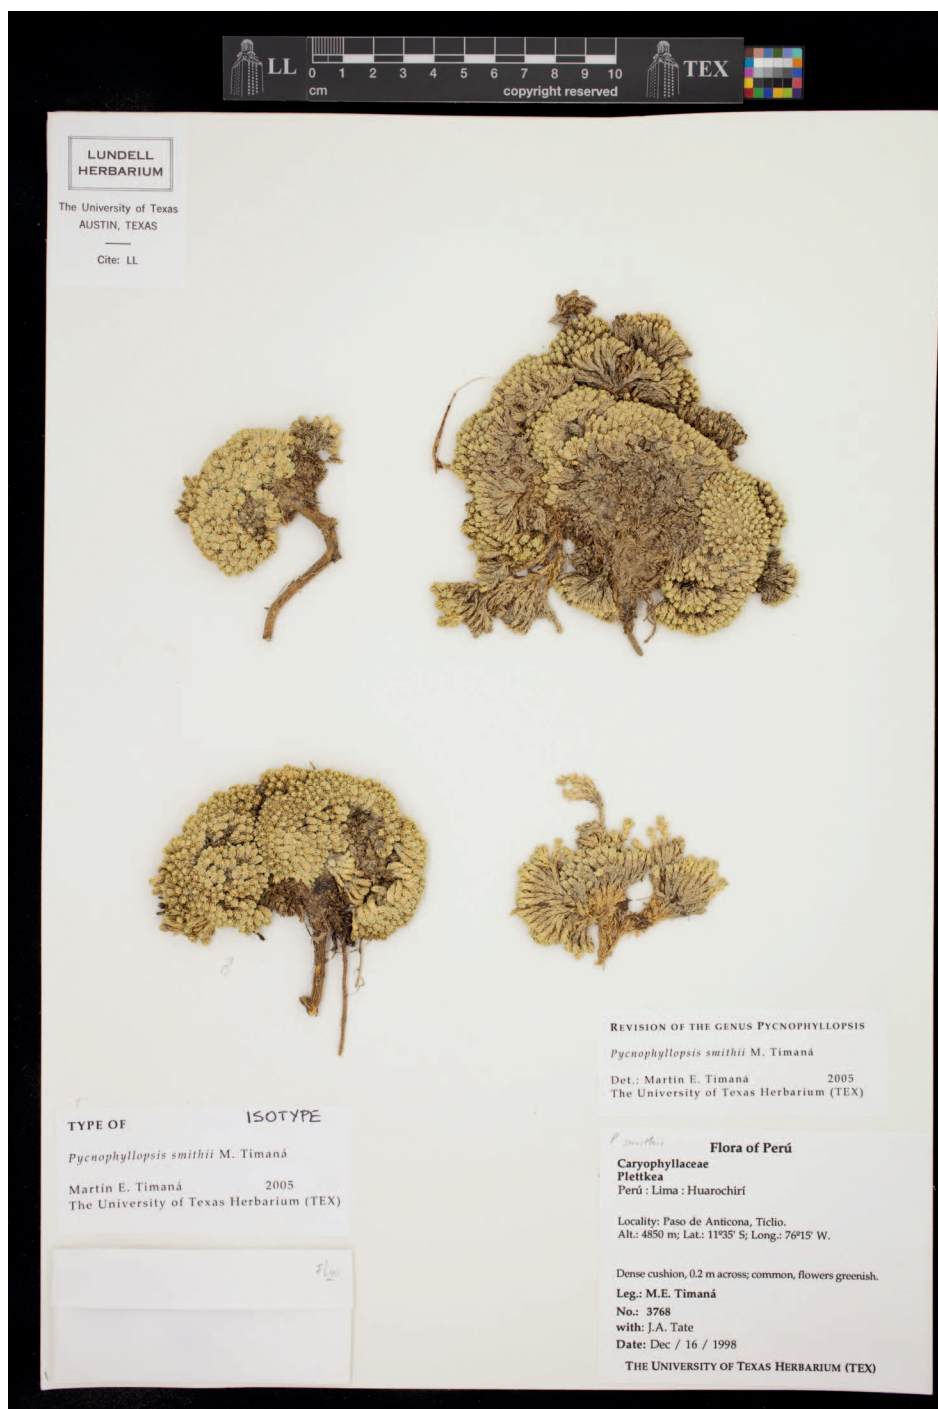 LL
0 1 2 3 4 5 6 7 8 9 10
cm copyright reserved
TEX
LUNDELL
HERBARIUM
The University of Texas
AUSTIN, TEXAS
Cite: LL
♂
REVISION OF THE GENUS PYCNOPHYLLOPSIS
Pycnophyllopsis smithii M. Timaná
Det.: Martín E. Timaná 2005
The University of Texas Herbarium (TEX)
TYPE OF ISOTYPE
Pycnophyllopsis smithii M. Timaná
Martín E. Timaná 2005
The University of Texas Herbarium (TEX)
P smithii
Flora of Perú
Caryophyllaceae
Plettkea
Perú : Lima : Huarochirí
Locality: Paso de Anticona, Ticlio.
Alt.: 4850 m; Lat.: 11º35' S; Long.: 76º15' W.
Dense cushion, 0.2 m across; common, flowers greenish.
Leg.: M.E. Timaná
No.: 3768
with: J.A. Tate
Date: Dec / 16 / 1998
THE UNIVERSITY OF TEXAS HERBARIUM (TEX)